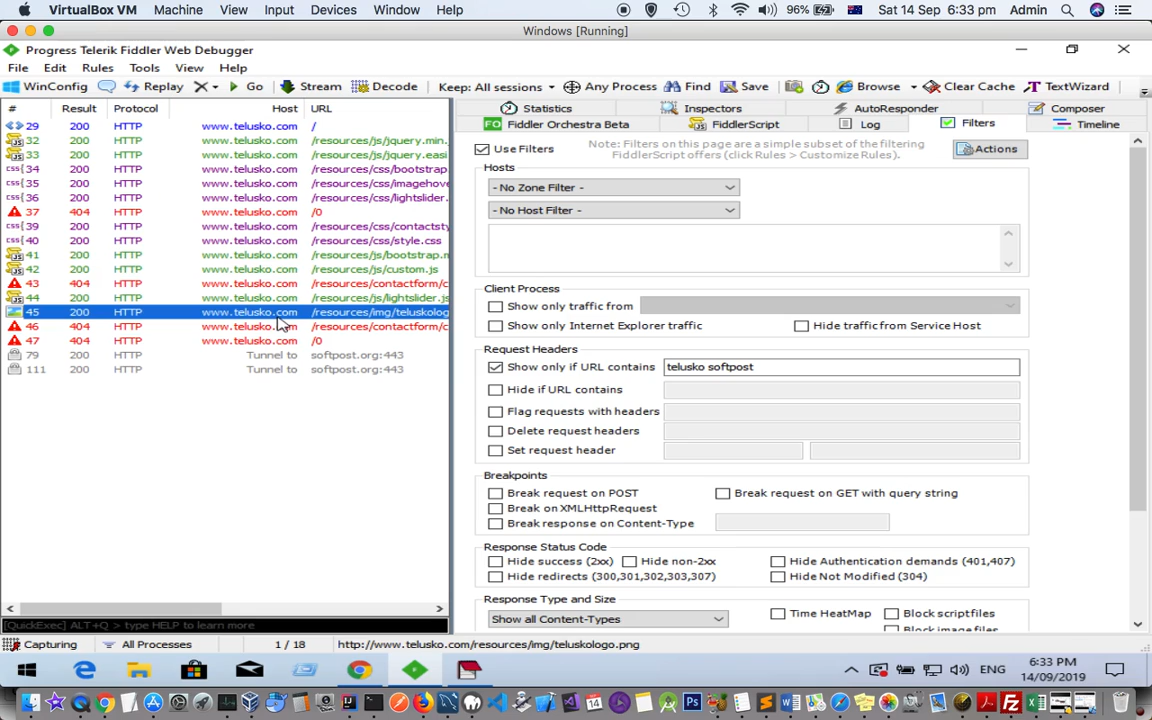 VirtualBox VM Machine View Input Devices Window Help 96% Sat 14 Sep 6:33 pm Admin
Windows [Running]
Progress Telerik Fiddler Web Debugger
File Edit Rules Tools View Help
WinConfig Replay Go Stream Decode Keep: All sessions Any Process Find Save Browse Clear Cache TextWizard
# Result Protocol Host URL
29 200 HTTP www.telusko.com /
32 200 HTTP www.telusko.com /resources/js/jquery.min.
33 200 HTTP www.telusko.com /resources/js/jquery.easi
34 200 HTTP www.telusko.com /resources/css/bootstrap
35 200 HTTP www.telusko.com /resources/css/imagehove
36 200 HTTP www.telusko.com /resources/css/lightslider.
37 404 HTTP www.telusko.com /0
39 200 HTTP www.telusko.com /resources/css/contactsty
40 200 HTTP www.telusko.com /resources/css/style.css
41 200 HTTP www.telusko.com /resources/js/bootstrap.m
42 200 HTTP www.telusko.com /resources/js/custom.js
43 404 HTTP www.telusko.com /resources/contactform/c
44 200 HTTP www.telusko.com /resources/js/lightslider.js
45 200 HTTP www.telusko.com /resources/img/teluskolog
46 404 HTTP www.telusko.com /resources/contactform/c
47 404 HTTP www.telusko.com /0
79 200 HTTP Tunnel to softpost.org:443
111 200 HTTP Tunnel to softpost.org:443
[QuickExec] ALT+Q > type HELP to learn more
Statistics Inspectors AutoResponder Composer
FO Fiddler Orchestra Beta FiddlerScript Log Filters Timeline
Use Filters
Note: Filters on this page are a simple subset of the filtering
FiddlerScript offers (click Rules > Customize Rules).
Actions
Hosts
- No Zone Filter -
- No Host Filter -
Client Process
Show only traffic from
Show only Internet Explorer traffic Hide traffic from Service Host
Request Headers
Show only if URL contains telusko softpost
Hide if URL contains
Flag requests with headers
Delete request headers
Set request header
Breakpoints
Break request on POST Break request on GET with query string
Break on XMLHttpRequest
Break response on Content-Type
Response Status Code
Hide success (2xx) Hide non-2xx Hide Authentication demands (401,407)
Hide redirects (300,301,302,303,307) Hide Not Modified (304)
Response Type and Size
Show all Content-Types Time HeatMap Block script files
Block image files
Capturing All Processes 1 / 18 http://www.telusko.com/resources/img/teluskologo.png
ENG 6:33 PM
14/09/2019